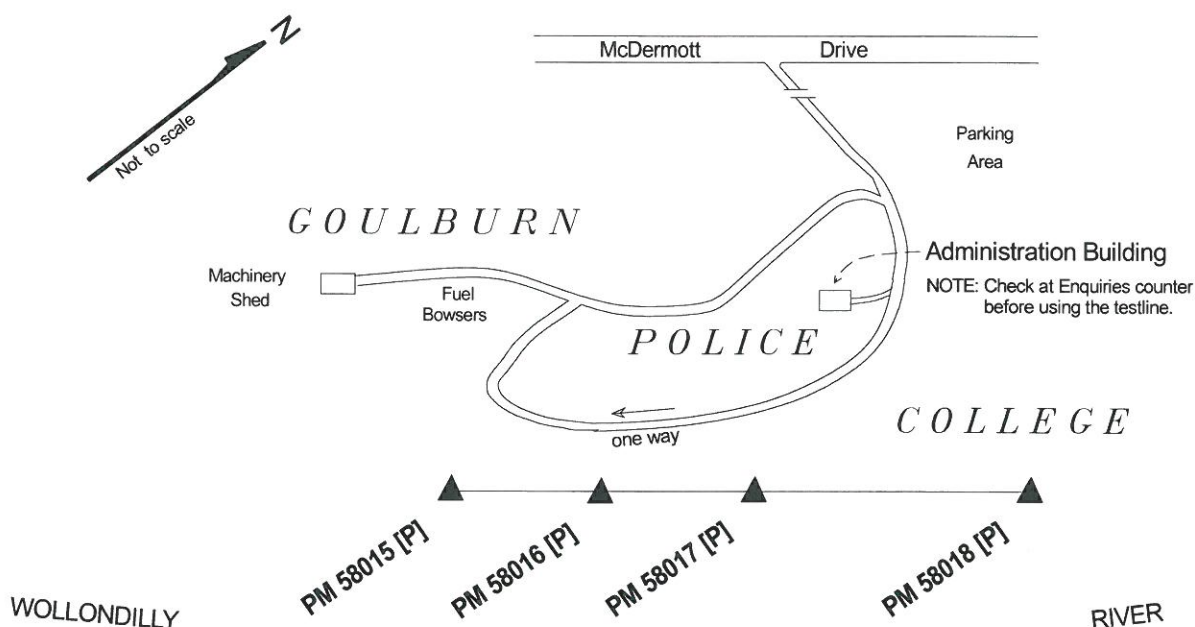 N
Not to scale
McDermott Drive
Parking
Area
GOULBURN
Machinery
Shed
Fuel
Bowsers
Administration Building
NOTE: Check at Enquiries counter
before using the testline.
POLICE
COLLEGE
one way
PM 58015 [P]
PM 58016 [P]
PM 58017 [P]
PM 58018 [P]
WOLLONDILLY RIVER